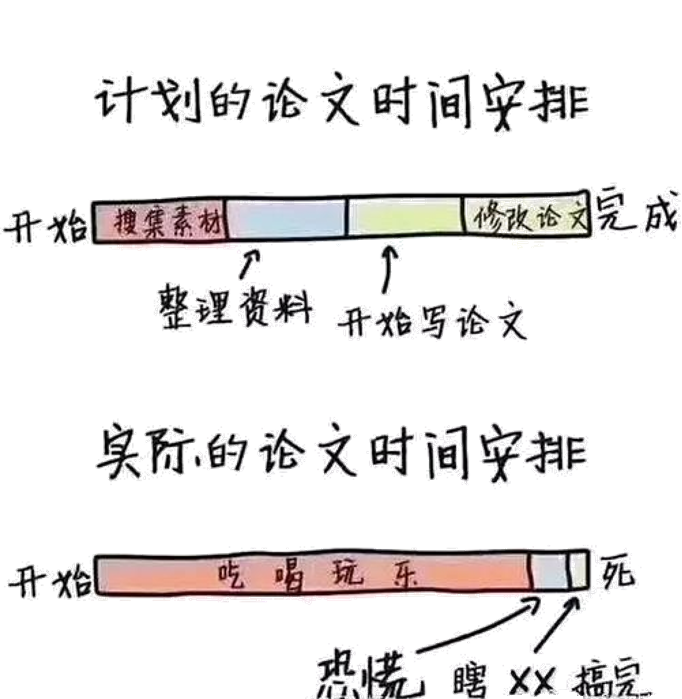 计划的论文时间安排
开始 搜集素材 修改论文 完成
整理资料 开始写论文
实际的论文时间安排
开始 吃喝玩乐 死
恐慌 瞎XX搞完